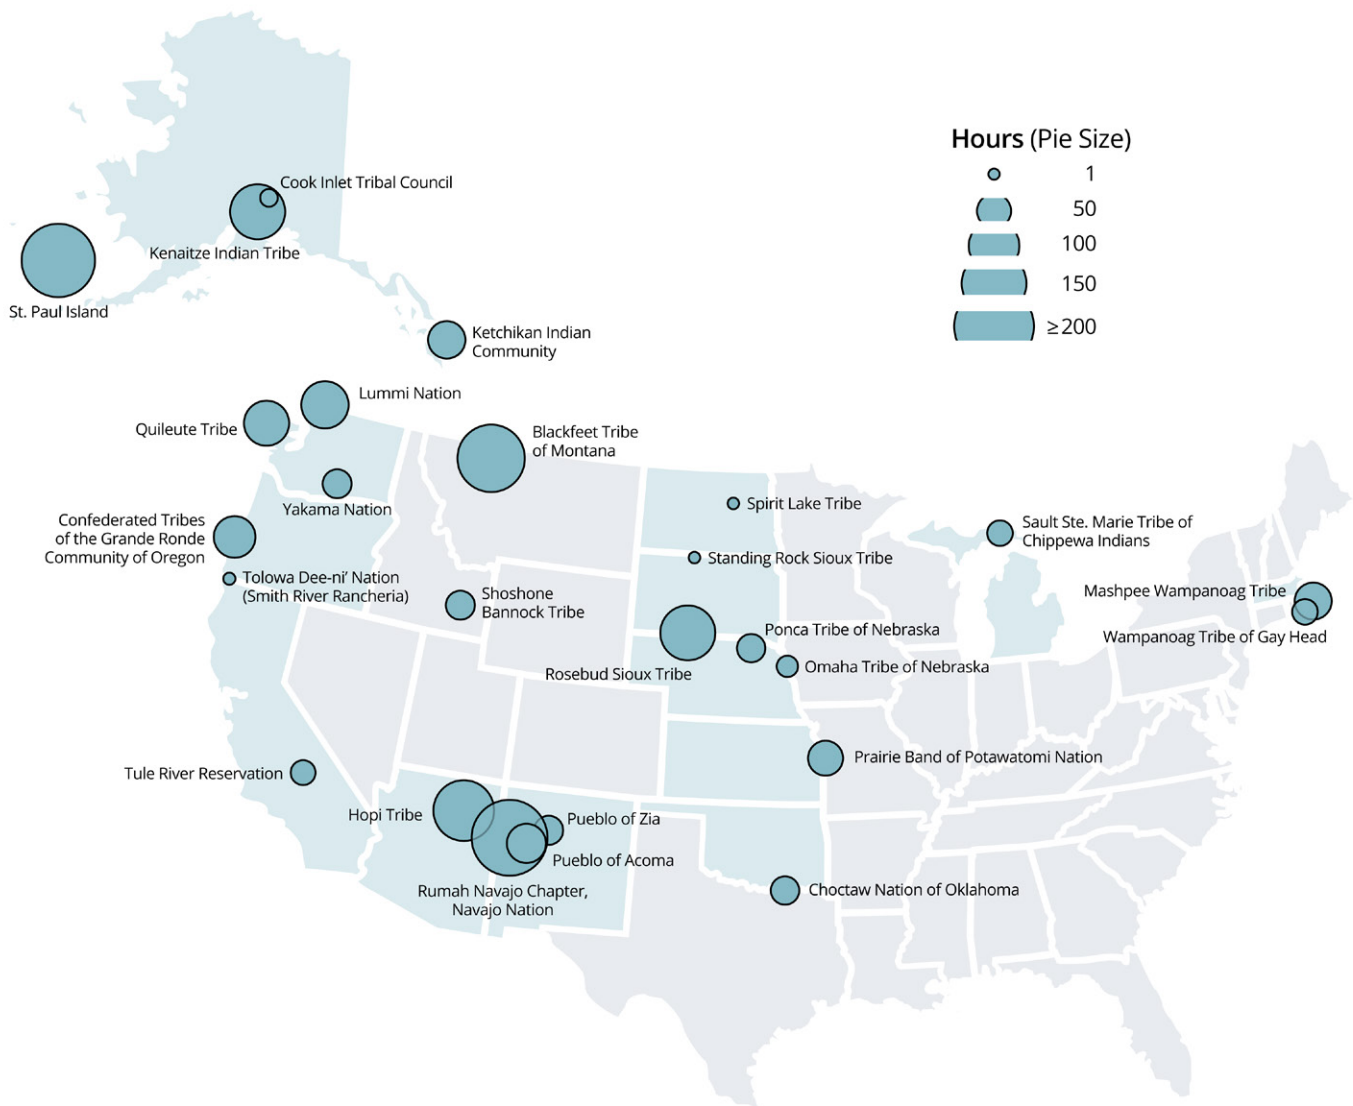 Hours (Pie Size)
1
50
100
150
≥200
Cook Inlet Tribal Council
Kenaitze Indian Tribe
St. Paul Island
Ketchikan Indian
Community
Lummi Nation
Quileute Tribe
Blackfeet Tribe
of Montana
Yakama Nation
Confederated Tribes
of the Grande Ronde
Community of Oregon
Tolowa Dee-ni’ Nation
(Smith River Rancheria)
Shoshone
Bannock Tribe
Spirit Lake Tribe
Standing Rock Sioux Tribe
Sault Ste. Marie Tribe of
Chippewa Indians
Mashpee Wampanoag Tribe
Wampanoag Tribe of Gay Head
Ponca Tribe of Nebraska
Omaha Tribe of Nebraska
Rosebud Sioux Tribe
Prairie Band of Potawatomi Nation
Tule River Reservation
Hopi Tribe
Pueblo of Zia
Pueblo of Acoma
Rumah Navajo Chapter,
Navajo Nation
Choctaw Nation of Oklahoma